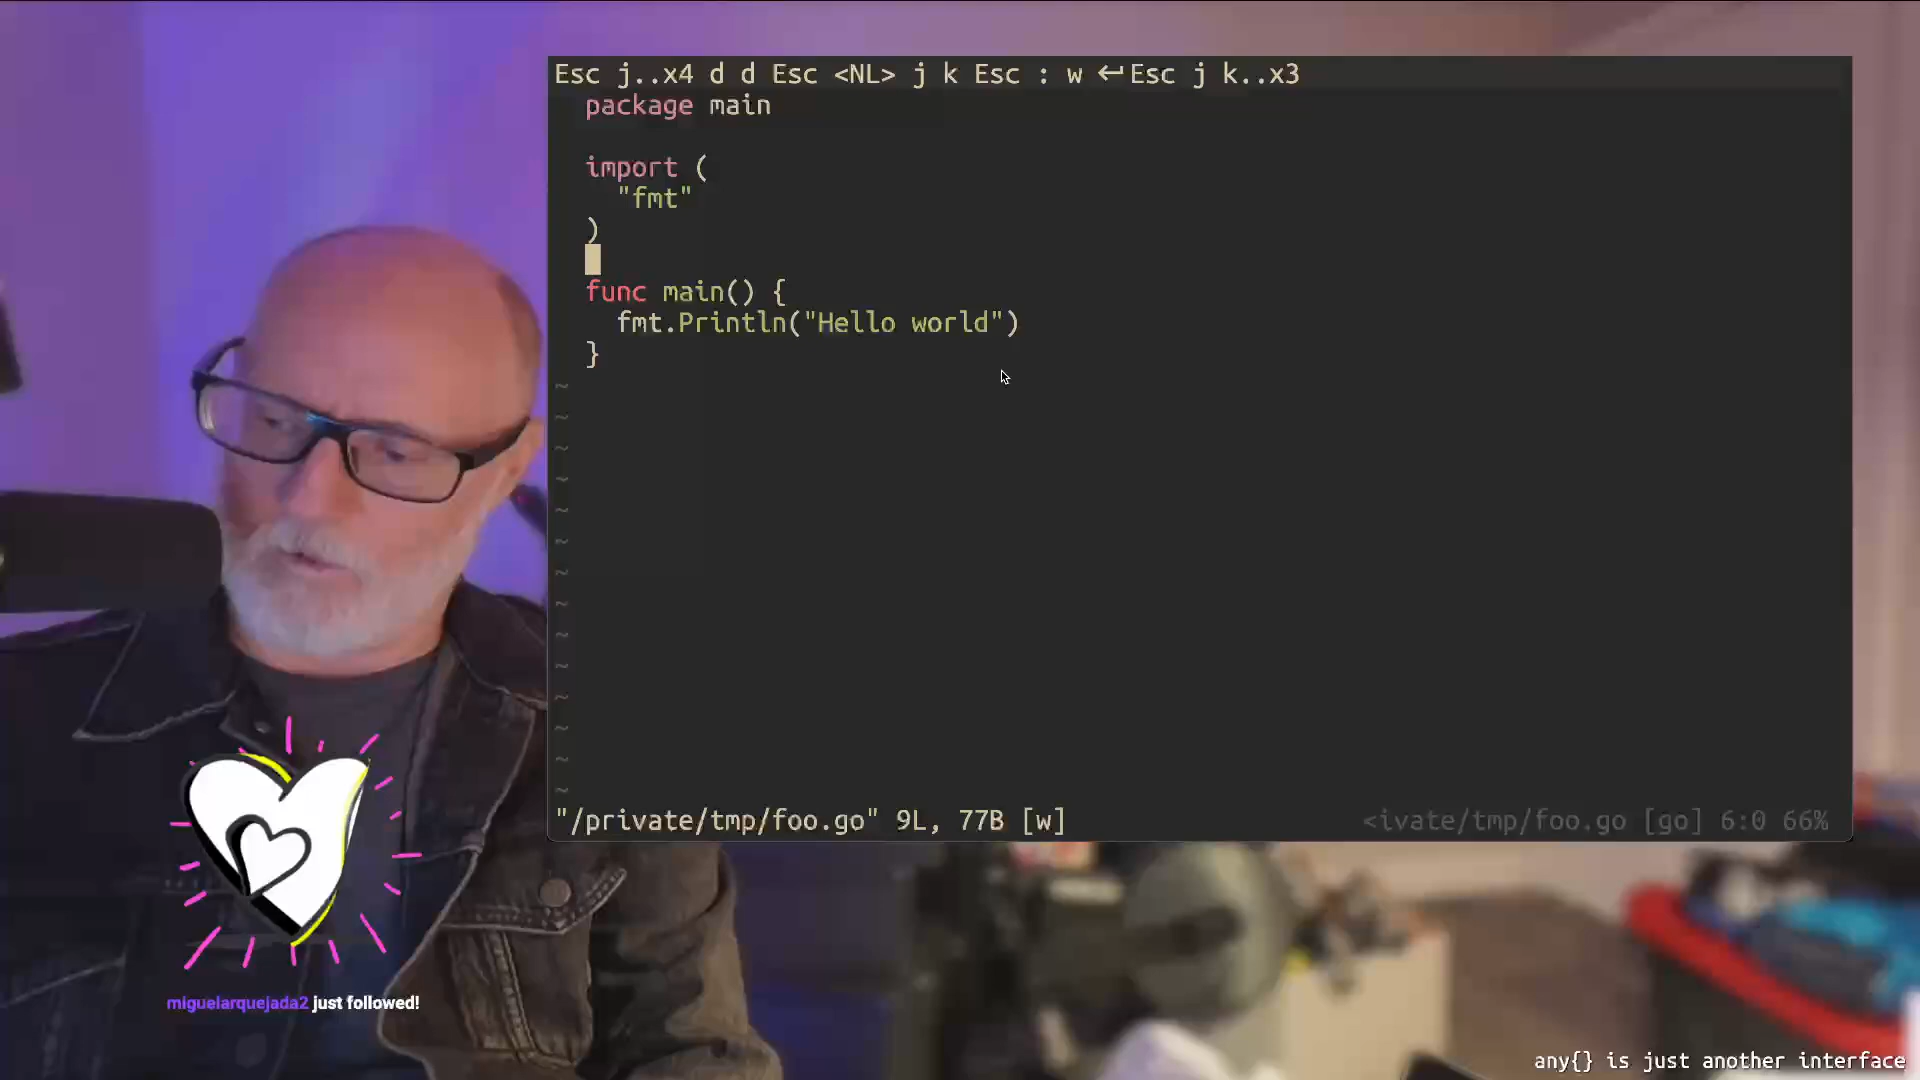 Esc j..x4 d d Esc <NL> j k Esc : w ↵ Esc j k..x3
package main
import (
"fmt"
)
func main() {
fmt.Println("Hello world")
}
~
~
~
~
~
~
~
~
~
~
~
~
~
~
"/private/tmp/foo.go" 9L, 77B [w] <ivate/tmp/foo.go [go] 6:0 66%
miguelarquejada2 just followed!
any{} is just another interface